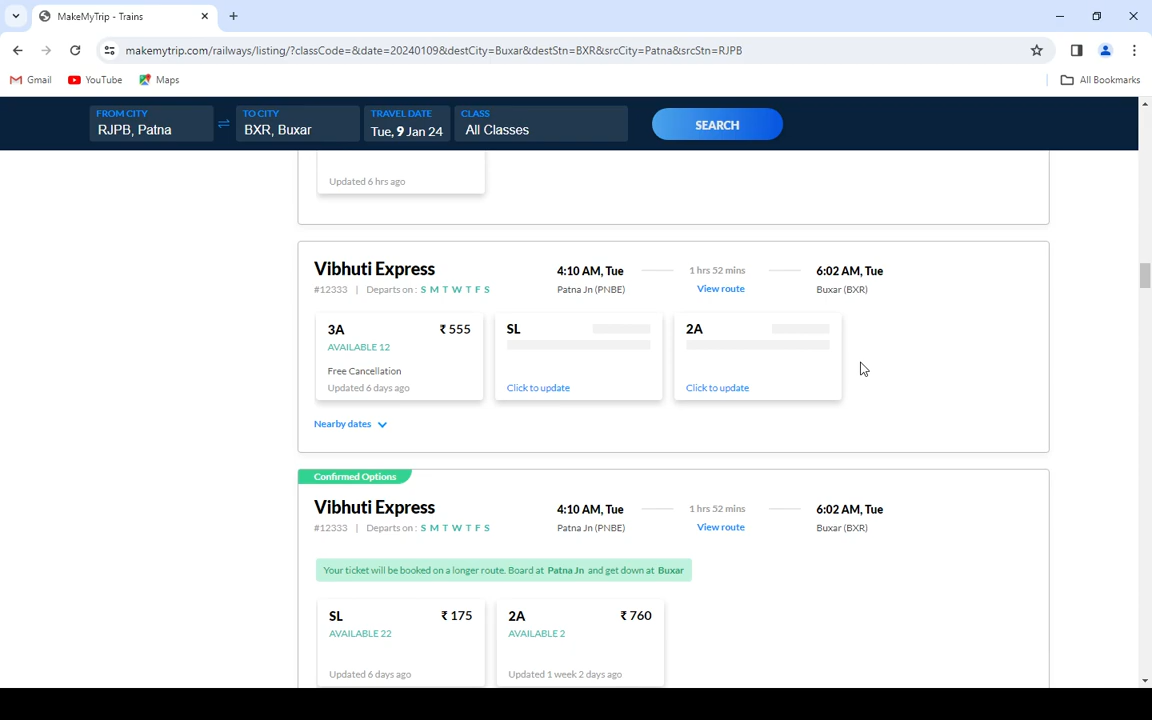 MakeMyTrip - Trains
makemytrip.com/railways/listing/?classCode=&date=20240109&destCity=Buxar&destStn=BXR&srcCity=Patna&srcStn=RJPB
Gmail YouTube Maps All Bookmarks
FROM CITY TO CITY TRAVEL DATE CLASS
RJPB, Patna BXR, Buxar Tue, 9 Jan 24 All Classes SEARCH
Updated 6 hrs ago
Vibhuti Express 4:10 AM, Tue 1 hrs 52 mins 6:02 AM, Tue
#12333 | Departs on : S M T W T F S Patna Jn (PNBE) View route Buxar (BXR)
3A ₹ 555 SL 2A
AVAILABLE 12
Free Cancellation
Updated 6 days ago Click to update Click to update
Nearby dates
Confirmed Options
Vibhuti Express 4:10 AM, Tue 1 hrs 52 mins 6:02 AM, Tue
#12333 | Departs on : S M T W T F S Patna Jn (PNBE) View route Buxar (BXR)
Your ticket will be booked on a longer route. Board at Patna Jn and get down at Buxar
SL ₹ 175 2A ₹ 760
AVAILABLE 22 AVAILABLE 2
Updated 6 days ago Updated 1 week 2 days ago